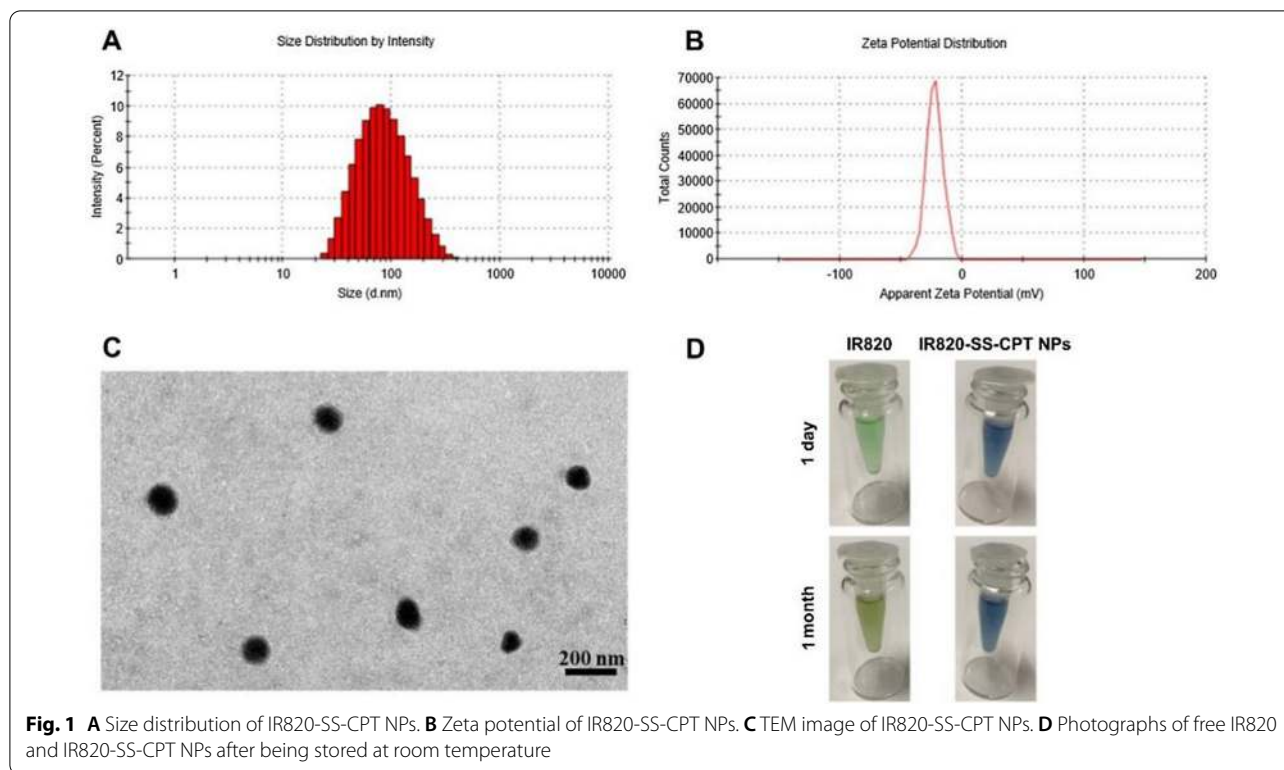 A
Size Distribution by Intensity
12
10
8
6
4
2
0
Intensity (Percent)
1 10 100 1000 10000
Size (d.nm)
B
Zeta Potential Distribution
70000
60000
50000
40000
30000
20000
10000
0
Total Counts
-100 0 100 200
Apparent Zeta Potential (mV)
C
200 nm
D
IR820 IR820-SS-CPT NPs
1 day
1 month
Fig. 1 A Size distribution of IR820-SS-CPT NPs. B Zeta potential of IR820-SS-CPT NPs. C TEM image of IR820-SS-CPT NPs. D Photographs of free IR820
and IR820-SS-CPT NPs after being stored at room temperature